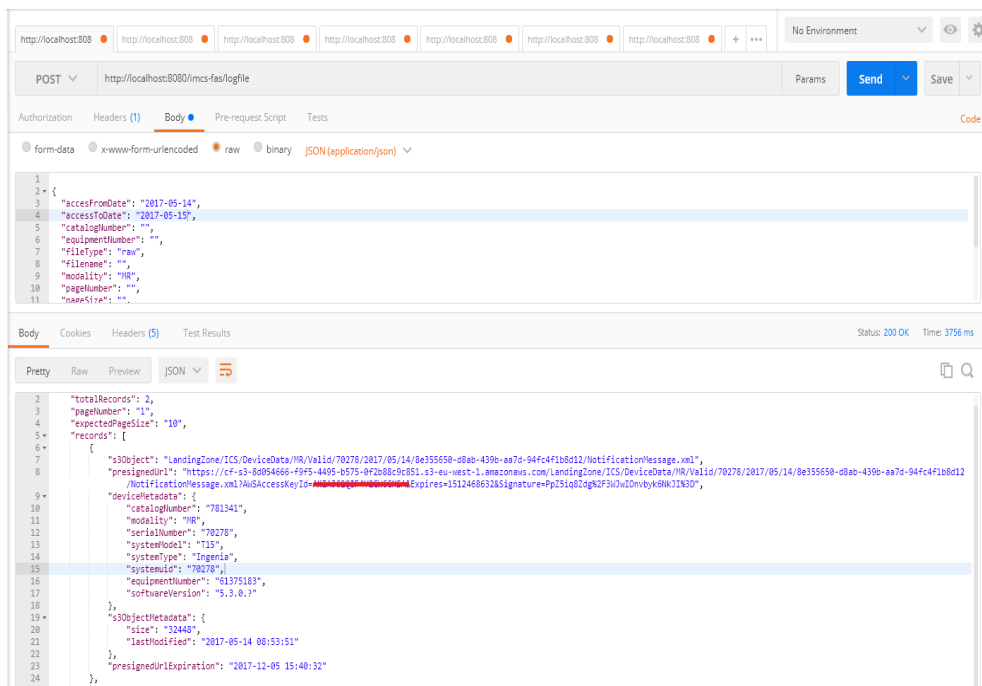 http://localhost:808 http://localhost:808 http://localhost:808 http://localhost:808 http://localhost:808 http://localhost:808 http://localhost:808 + ••• No Environment
POST http://localhost:8080/imcs-fas/logfile Params Send Save
Authorization Headers (1) Body Pre-request Script Tests Code
form-data x-www-form-urlencoded raw binary JSON (application/json)
1
2 {
3 "accesFromDate": "2017-05-14",
4 "accessToDate": "2017-05-15",
5 "catalogNumber": "",
6 "equipmentNumber": "",
7 "fileType": "raw",
8 "filename": "",
9 "modality": "MR",
10 "pageNumber": "",
11 "pageSize": "",
Body Cookies Headers (5) Test Results Status: 200 OK Time: 3756 ms
Pretty Raw Preview JSON
2 "totalRecords": 2,
3 "pageNumber": "1",
4 "expectedPageSize": "10",
5 "records": [
6 {
7 "s3Object": "LandingZone/ICS/DeviceData/MR/Valid/70278/2017/05/14/8e355650-d8ab-439b-aa7d-94fc4f1b8d12/NotificationMessage.xml",
8 "presignedUrl": "https://cf-s3-8d054666-f9f5-4495-b575-0f2b88c9c851.s3-eu-west-1.amazonaws.com/LandingZone/ICS/DeviceData/MR/Valid/70278/2017/05/14/8e355650-d8ab-439b-aa7d-94fc4f1b8d12
/NotificationMessage.xml?AWSAccessKeyId= &Expires=1512468632&Signature=PpZ5iq8Zdg%2F3WJwIOnvbyk6NkJI%3D",
9 "deviceMetadata": {
10 "catalogNumber": "781341",
11 "modality": "MR",
12 "serialNumber": "70278",
13 "systemModel": "T15",
14 "systemType": "Ingenia",
15 "systemuid": "70278",
16 "equipmentNumber": "61375183",
17 "softwareVersion": "5.3.0.?"
18 },
19 "s3ObjectMetadata": {
20 "size": "32448",
21 "lastModified": "2017-05-14 08:53:51"
22 },
23 "presignedUrlExpiration": "2017-12-05 15:40:32"
24 },